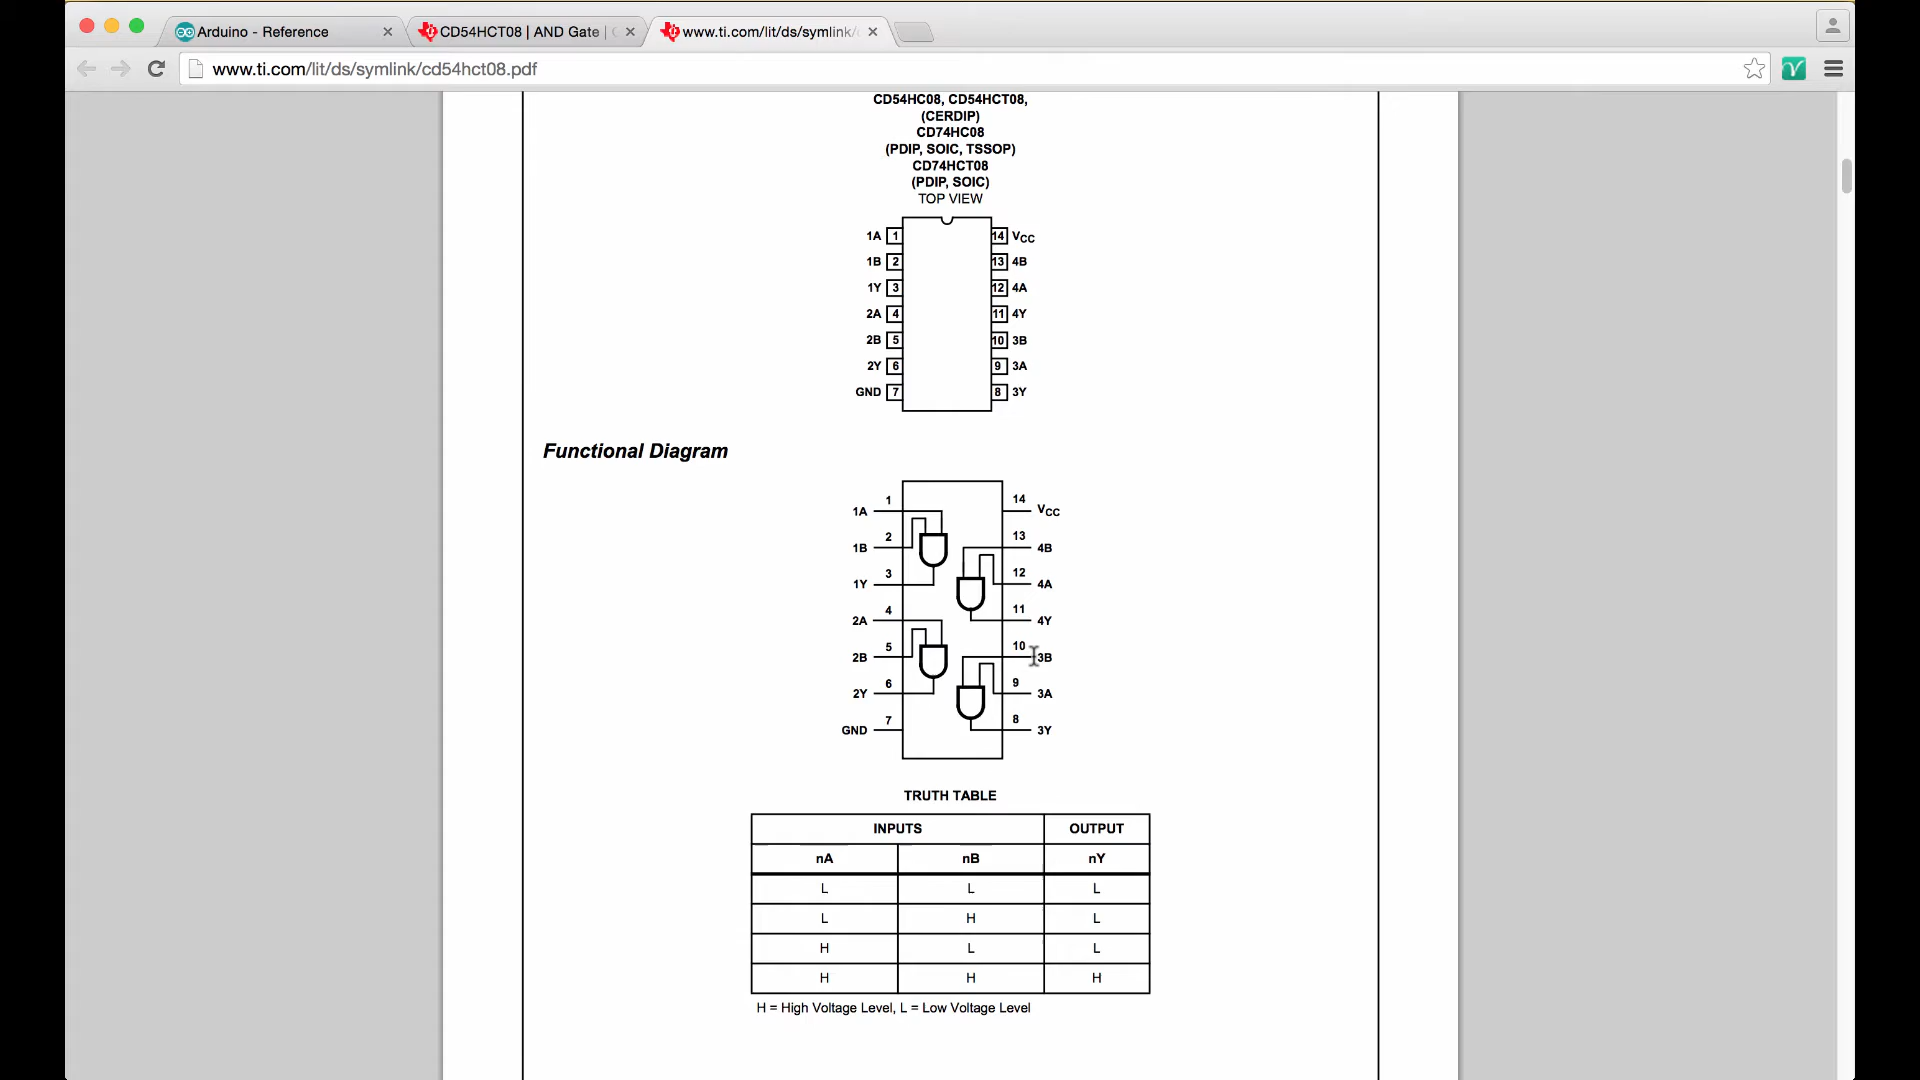 Arduino - Reference
CD54HCT08 | AND Gate |
www.ti.com/lit/ds/symlink/
www.ti.com/lit/ds/symlink/cd54hct08.pdf
CD54HC08, CD54HCT08,
(CERDIP)
CD74HC08
(PDIP, SOIC, TSSOP)
CD74HCT08
(PDIP, SOIC)
TOP VIEW
1A 1 14 VCC
1B 2 13 4B
1Y 3 12 4A
2A 4 11 4Y
2B 5 10 3B
2Y 6 9 3A
GND 7 8 3Y
Functional Diagram
1A 1 14 VCC
1B 2 13 4B
1Y 3 12 4A
2A 4 11 4Y
2B 5 10 3B
2Y 6 9 3A
GND 7 8 3Y
TRUTH TABLE
INPUTS OUTPUT
nA nB nY
L L L
L H L
H L L
H H H
H = High Voltage Level, L = Low Voltage Level